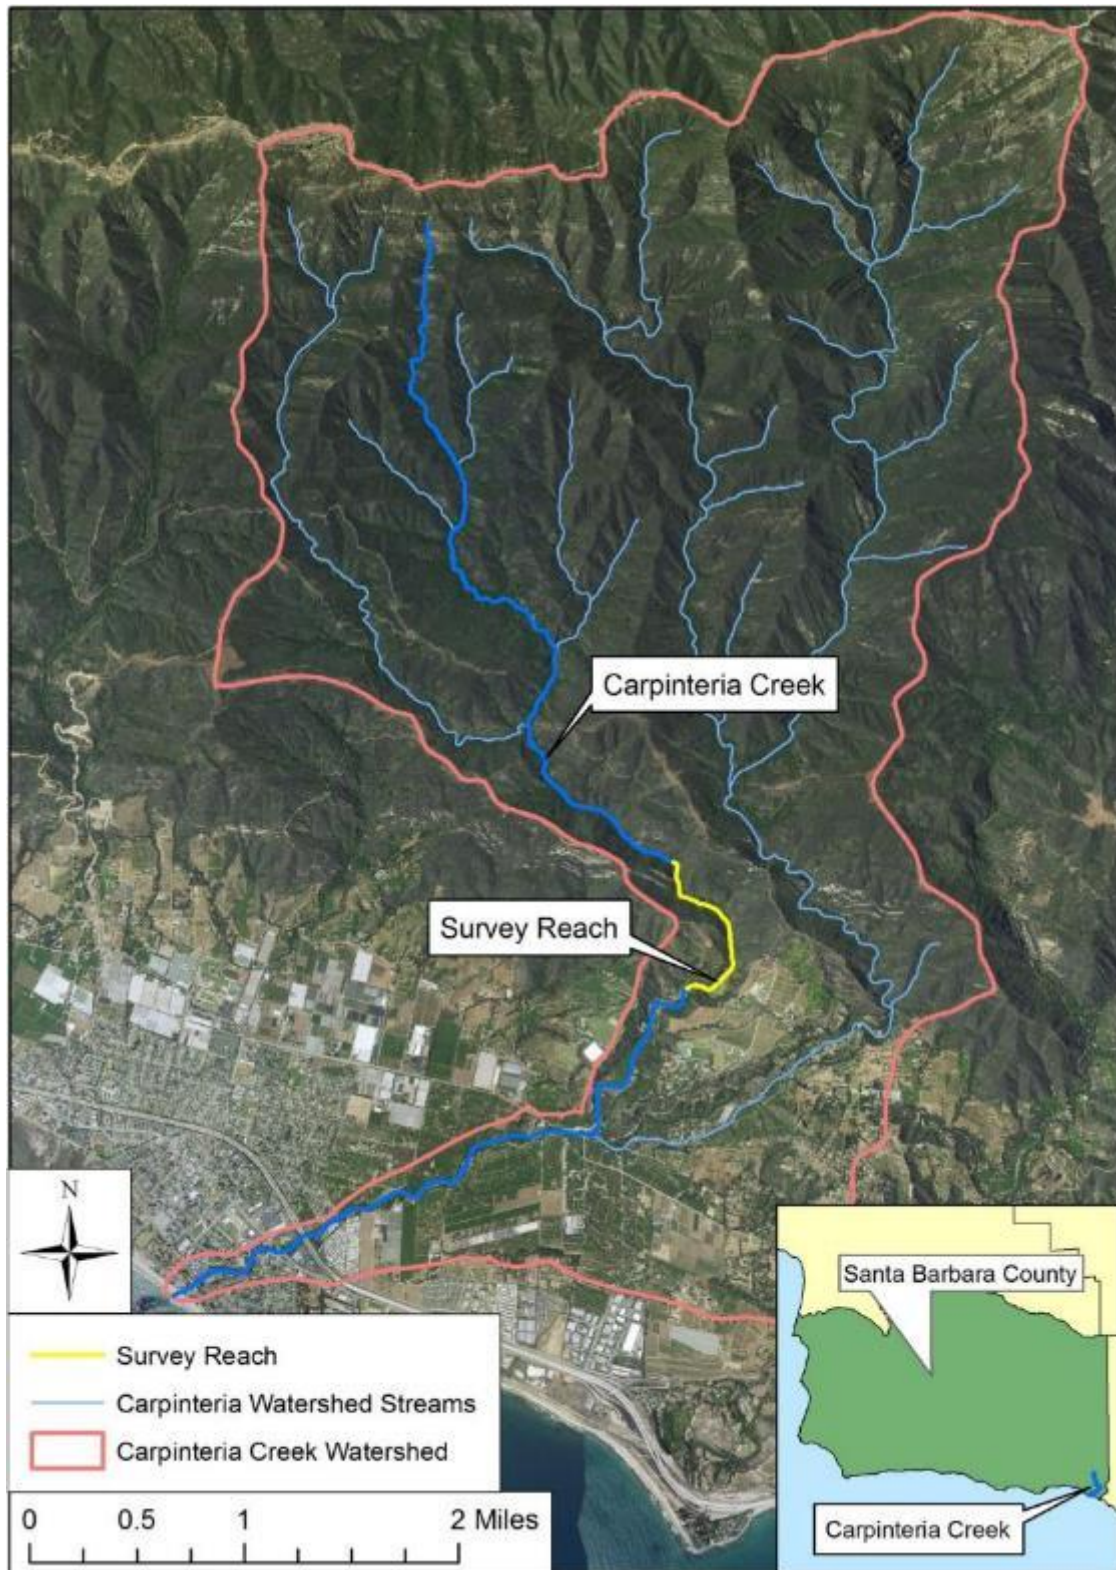 Carpinteria Creek
Survey Reach
N
Santa Barbara County
Survey Reach
Carpinteria Watershed Streams
Carpinteria Creek Watershed
0 0.5 1 2 Miles
Carpinteria Creek